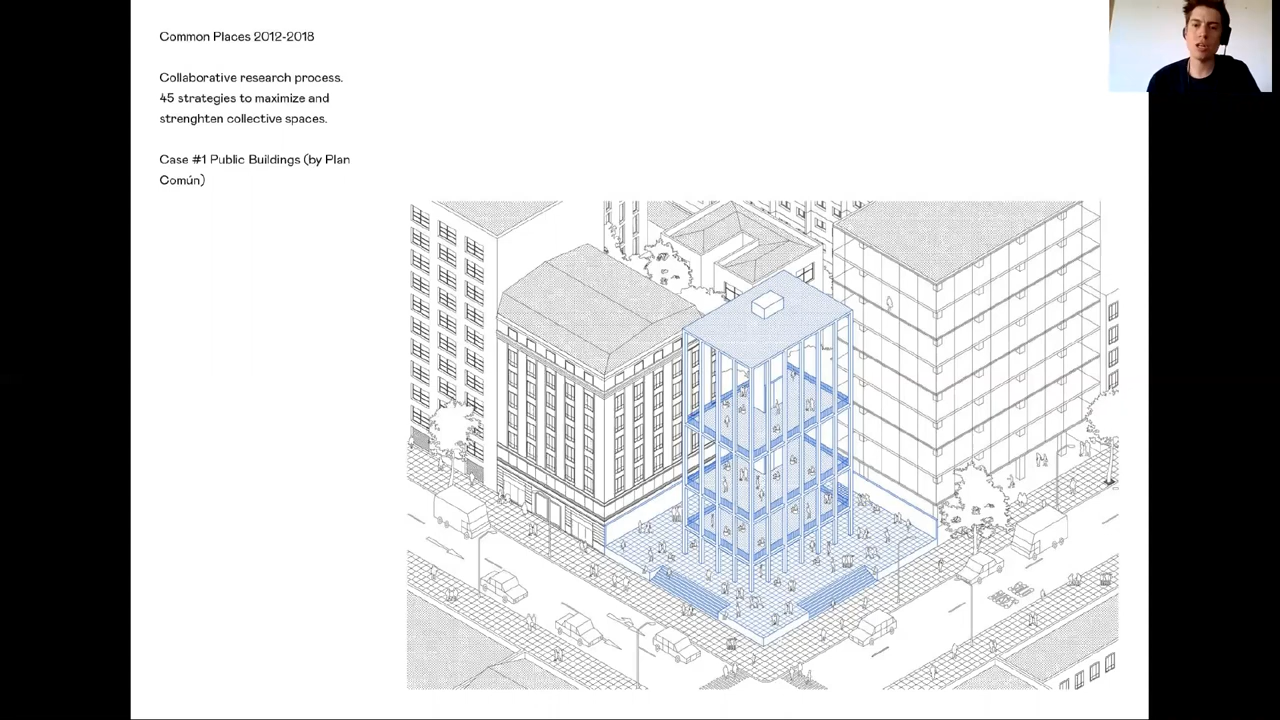 Common Places 2012-2018
Collaborative research process.
45 strategies to maximize and
strenghten collective spaces.
Case #1 Public Buildings (by Plan
Común)